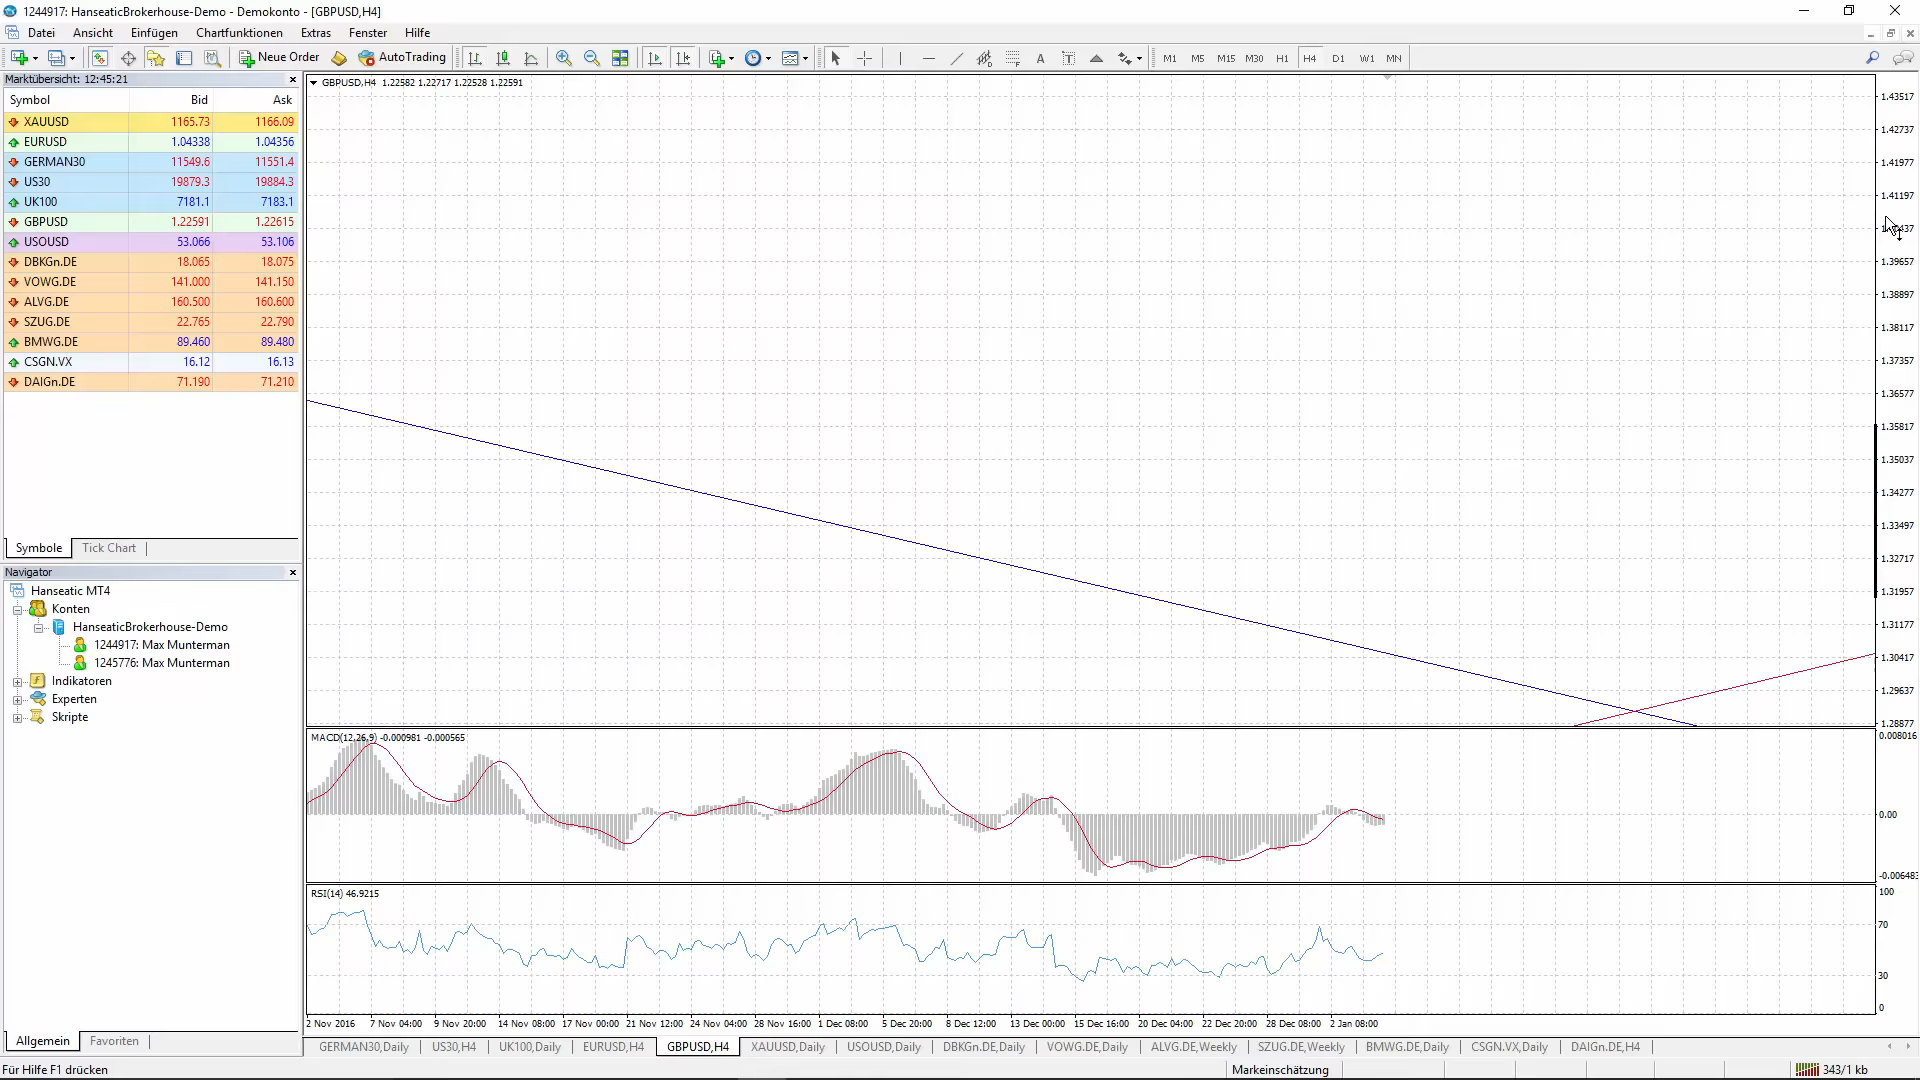 1244917: HanseaticBrokerhouse-Demo - Demokonto - [GBPUSD,H4]
Datei Ansicht Einfügen Chartfunktionen Extras Fenster Hilfe
Neue Order AutoTrading A T M1 M5 M15 M30 H1 H4 D1 W1 MN
Marktübersicht: 12:45:21
Symbol Bid Ask
XAUUSD 1165.73 1166.09
EURUSD 1.04338 1.04356
GERMAN30 11549.6 11551.4
US30 19879.3 19884.3
UK100 7181.1 7183.1
GBPUSD 1.22591 1.22615
USOUSD 53.066 53.106
DBKGn.DE 18.065 18.075
VOWG.DE 141.000 141.150
ALVG.DE 160.500 160.600
SZUG.DE 22.765 22.790
BMWG.DE 89.460 89.480
CSGN.VX 16.12 16.13
DAIGn.DE 71.190 71.210
Symbole Tick Chart
Navigator
Hanseatic MT4
Konten
HanseaticBrokerhouse-Demo
1244917: Max Munterman
1245776: Max Munterman
Indikatoren
Experten
Skripte
Allgemein Favoriten
GBPUSD,H4 1.22582 1.22717 1.22528 1.22591
1.43517
1.42737
1.41977
1.41197
1.39657
1.38897
1.38117
1.37357
1.36577
1.35817
1.35037
1.34277
1.33497
1.32717
1.31957
1.31177
1.30417
1.29637
1.28877
MACD(12,26,9) -0.000981 -0.000565
0.008016
0.00
-0.006483
RSI(14) 46.9215
100
70
30
0
2 Nov 2016 7 Nov 04:00 9 Nov 20:00 14 Nov 08:00 17 Nov 00:00 21 Nov 12:00 24 Nov 04:00 28 Nov 16:00 1 Dec 08:00 5 Dec 20:00 8 Dec 12:00 13 Dec 00:00 15 Dec 16:00 20 Dec 04:00 22 Dec 20:00 28 Dec 08:00 2 Jan 08:00
GERMAN30,Daily US30,H4 UK100,Daily EURUSD,H4 GBPUSD,H4 XAUUSD,Daily USOUSD,Daily DBKGn.DE,Daily VOWG.DE,Daily ALVG.DE,Weekly SZUG.DE,Weekly BMWG.DE,Daily CSGN.VX,Daily DAIGn.DE,H4
Für Hilfe F1 drücken Markeinschätzung 343/1 kb